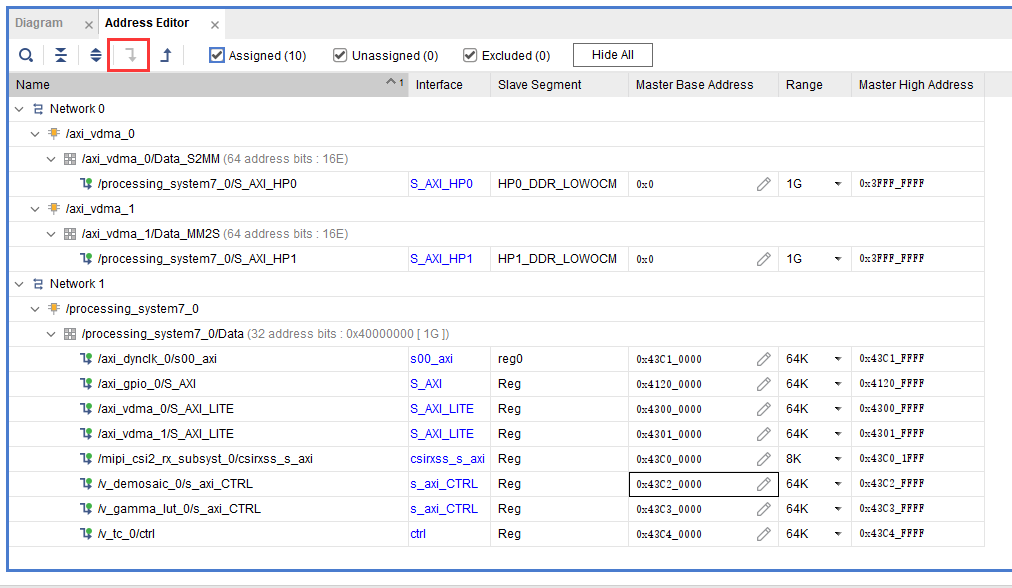 Diagram Address Editor
Assigned (10) Unassigned (0) Excluded (0) Hide All
Name 1 Interface Slave Segment Master Base Address Range Master High Address
Network 0
/axi_vdma_0
/axi_vdma_0/Data_S2MM (64 address bits : 16E)
/processing_system7_0/S_AXI_HP0 S_AXI_HP0 HP0_DDR_LOWOCM 0x0 1G 0x3FFF_FFFF
/axi_vdma_1
/axi_vdma_1/Data_MM2S (64 address bits : 16E)
/processing_system7_0/S_AXI_HP1 S_AXI_HP1 HP1_DDR_LOWOCM 0x0 1G 0x3FFF_FFFF
Network 1
/processing_system7_0
/processing_system7_0/Data (32 address bits : 0x40000000 [ 1G ])
/axi_dynclk_0/s00_axi s00_axi reg0 0x43C1_0000 64K 0x43C1_FFFF
/axi_gpio_0/S_AXI S_AXI Reg 0x4120_0000 64K 0x4120_FFFF
/axi_vdma_0/S_AXI_LITE S_AXI_LITE Reg 0x4300_0000 64K 0x4300_FFFF
/axi_vdma_1/S_AXI_LITE S_AXI_LITE Reg 0x4301_0000 64K 0x4301_FFFF
/mipi_csi2_rx_subsyst_0/csirxss_s_axi csirxss_s_axi Reg 0x43C0_0000 8K 0x43C0_1FFF
/v_demosaic_0/s_axi_CTRL s_axi_CTRL Reg 0x43C2_0000 64K 0x43C2_FFFF
/v_gamma_lut_0/s_axi_CTRL s_axi_CTRL Reg 0x43C3_0000 64K 0x43C3_FFFF
/v_tc_0/ctrl ctrl Reg 0x43C4_0000 64K 0x43C4_FFFF